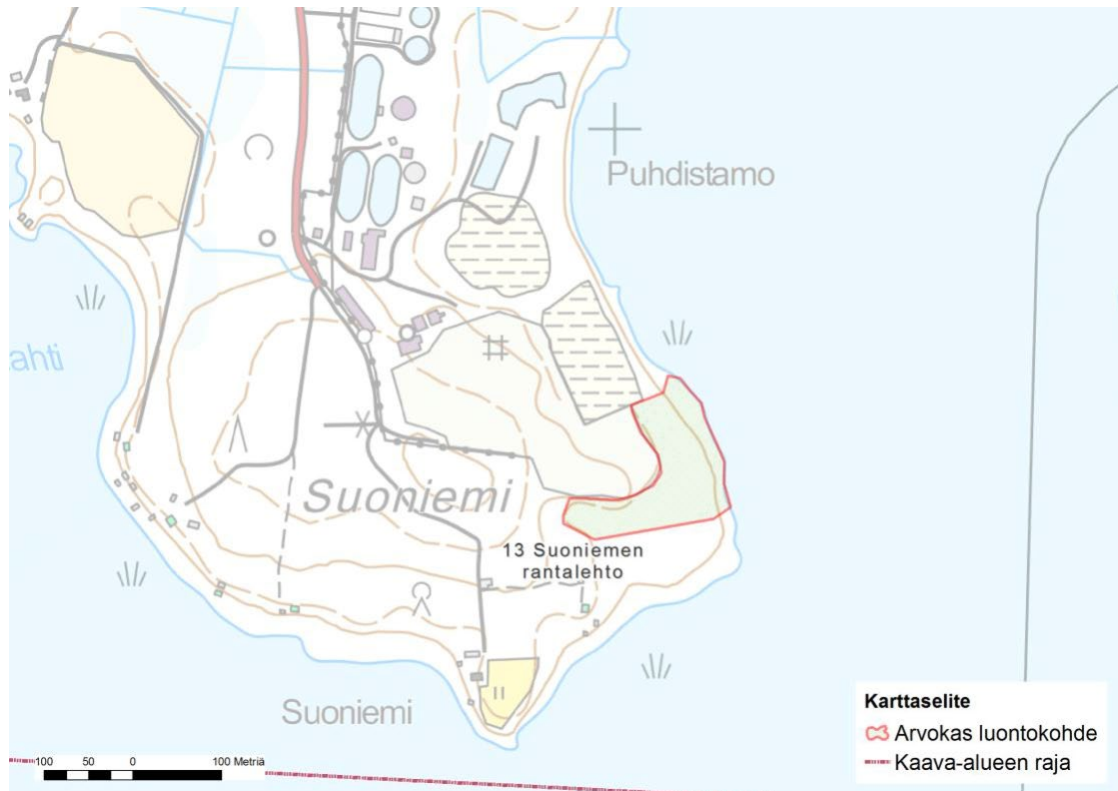 Puhdistamo
ahti
Suoniemi
13 Suoniemen
rantalehto
Suoniemi
Karttaselite
Arvokas luontokohde
Kaava-alueen raja
100 50 0 100 Metriä